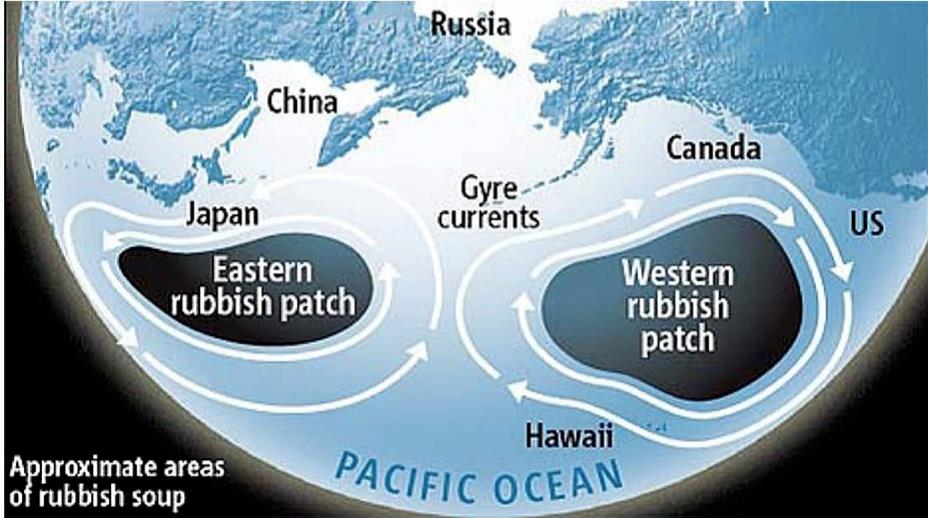 Russia
China
Canada
Gyre
currents
Japan
US
Eastern
rubbish patch
Western
rubbish
patch
Hawaii
Approximate areas
of rubbish soup
PACIFIC OCEAN